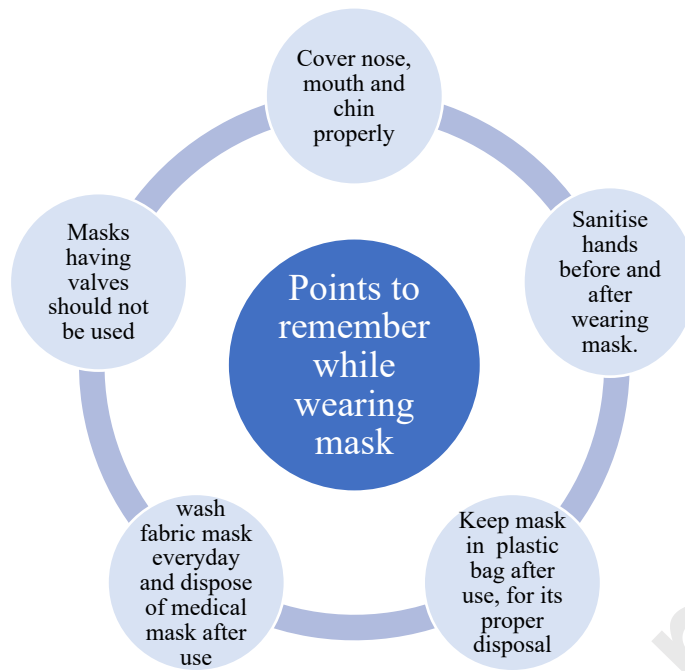 Cover nose,
mouth and
chin
properly
Sanitise
hands
before and
after
wearing
mask.
Keep mask
in plastic
bag after
use, for its
proper
disposal
wash
fabric mask
everyday
and dispose
of medical
mask after
use
Masks
having
valves
should not
be used
Points to
remember
while
wearing
mask